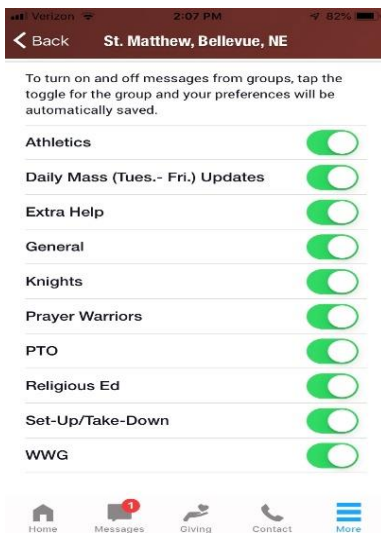 Verizon 2:07 PM 82%
Back St. Matthew, Bellevue, NE
To turn on and off messages from groups, tap the
toggle for the group and your preferences will be
automatically saved.
Athletics
Daily Mass (Tues.- Fri.) Updates
Extra Help
General
Knights
Prayer Warriors
PTO
Religious Ed
Set-Up/Take-Down
WWG
1
Home Messages Giving Contact More